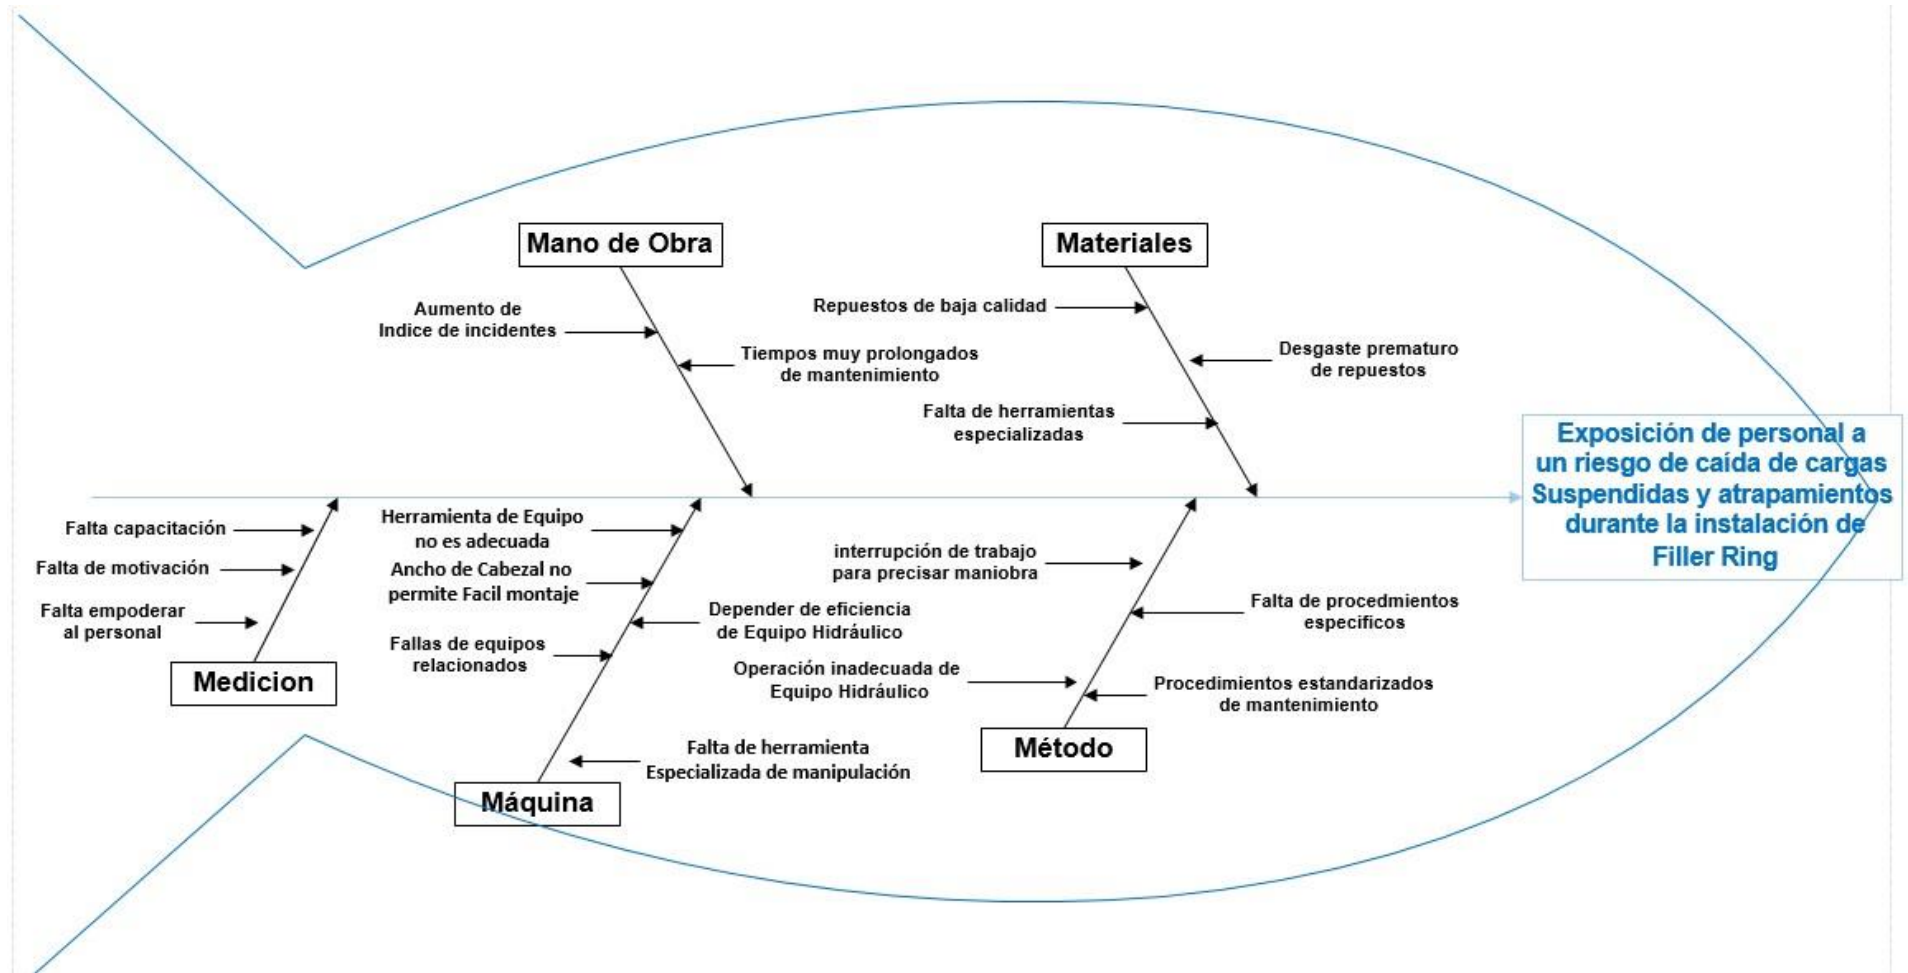 Mano de Obra
Materiales
Aumento de
Indice de incidentes
Tiempos muy prolongados
de mantenimiento
Repuestos de baja calidad
Desgaste prematuro
de repuestos
Falta de herramientas
especializadas
Exposición de personal a
un riesgo de caída de cargas
Suspendidas y atrapamientos
durante la instalación de
Filler Ring
Falta capacitación
Falta de motivación
Falta empoderar
al personal
Medicion
Herramienta de Equipo
no es adecuada
Ancho de Cabezal no
permite Facil montaje
Depender de eficiencia
de Equipo Hidráulico
Fallas de equipos
relacionados
Falta de herramienta
Especializada de manipulación
Máquina
interrupción de trabajo
para precisar maniobra
Falta de procedmientos
especificos
Operación inadecuada de
Equipo Hidráulico
Procedimientos estandarizados
de mantenimiento
Método